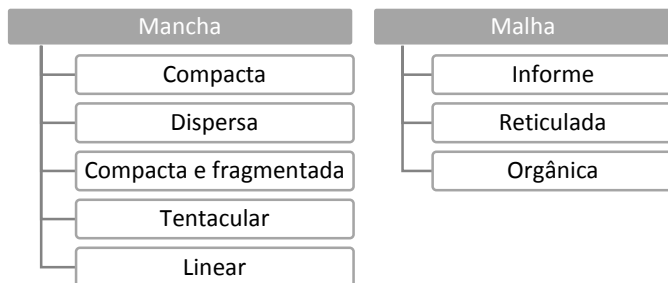 Mancha
Compacta
Dispersa
Compacta e fragmentada
Tentacular
Linear
Malha
Informe
Reticulada
Orgânica